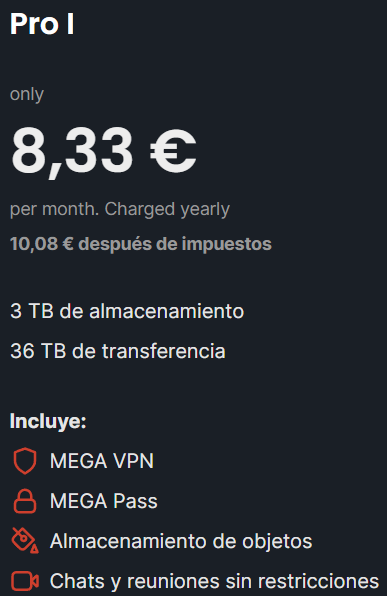 Pro I
only
8,33 €
per month. Charged yearly
10,08 € después de impuestos
3 TB de almacenamiento
36 TB de transferencia
Incluye:
MEGA VPN
MEGA Pass
Almacenamiento de objetos
Chats y reuniones sin restricciones